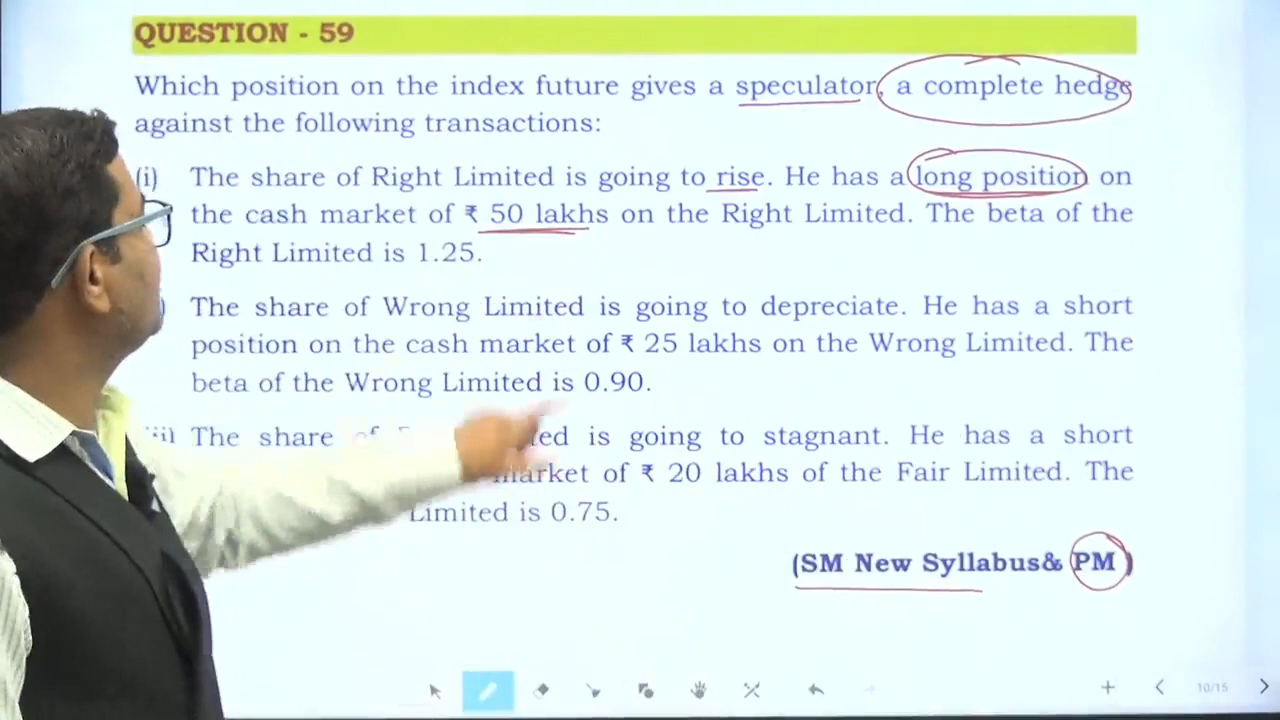 QUESTION - 59
Which position on the index future gives a speculator, a complete hedge
against the following transactions:
(i) The share of Right Limited is going to rise. He has a long position on
the cash market of ₹ 50 lakhs on the Right Limited. The beta of the
Right Limited is 1.25.
The share of Wrong Limited is going to depreciate. He has a short
position on the cash market of ₹ 25 lakhs on the Wrong Limited. The
beta of the Wrong Limited is 0.90.
The share is going to stagnant. He has a short
market of ₹ 20 lakhs of the Fair Limited. The
Limited is 0.75.
(SM New Syllabus& PM )
10/15